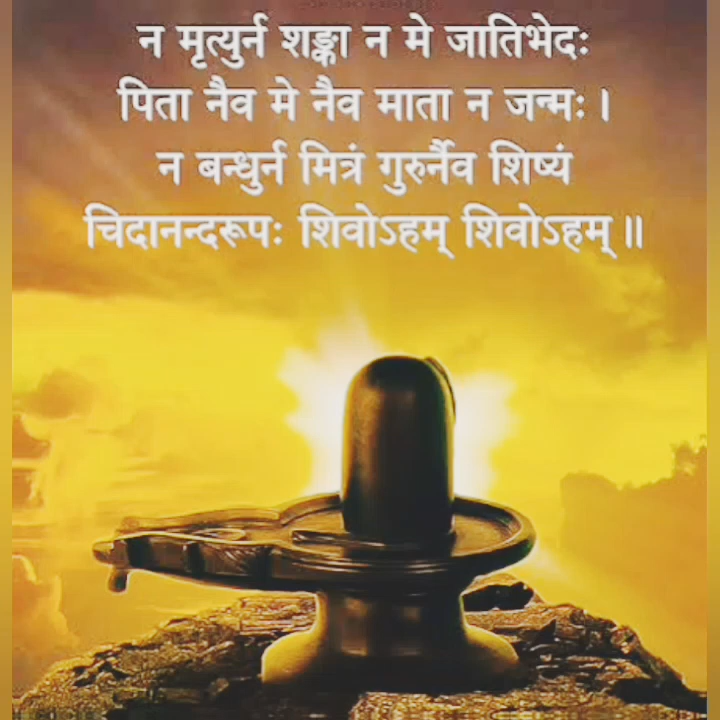 न मृत्युर्न शङ्का न मे जातिभेदः
पिता नैव मे नैव माता न जन्मः।
न बन्धुर्न मित्रं गुरुर्नैव शिष्यं
चिदानन्दरूपः शिवोऽहम् शिवोऽहम्॥